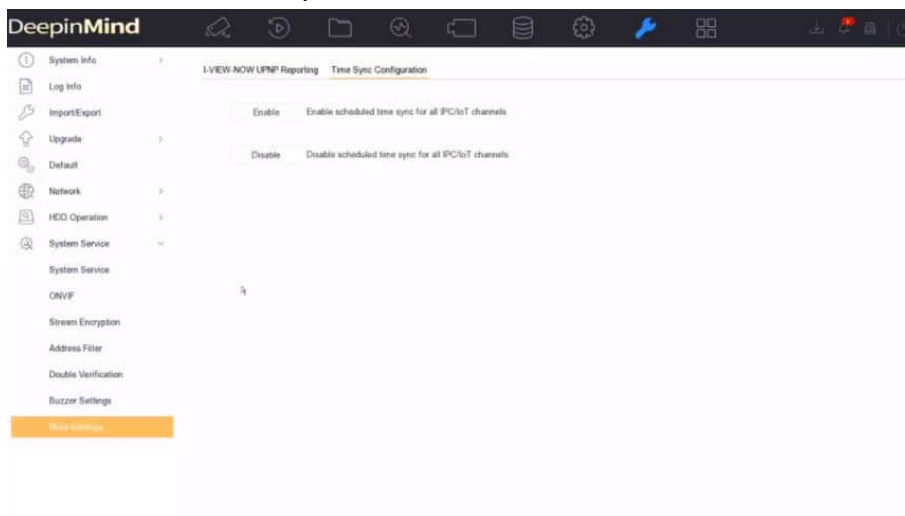 DeepinMind
System Info
Log Info
Import/Export
Upgrade
Default
Network
HDD Operation
System Service
System Service
ONVIF
Stream Encryption
Address Filter
Double Verification
Buzzer Settings
More Settings
I-VIEW-NOW UPNP Reporting Time Sync Configuration
Enable Enable scheduled time sync for all IPC/IoT channels.
Disable Disable scheduled time sync for all IPC/IoT channels.